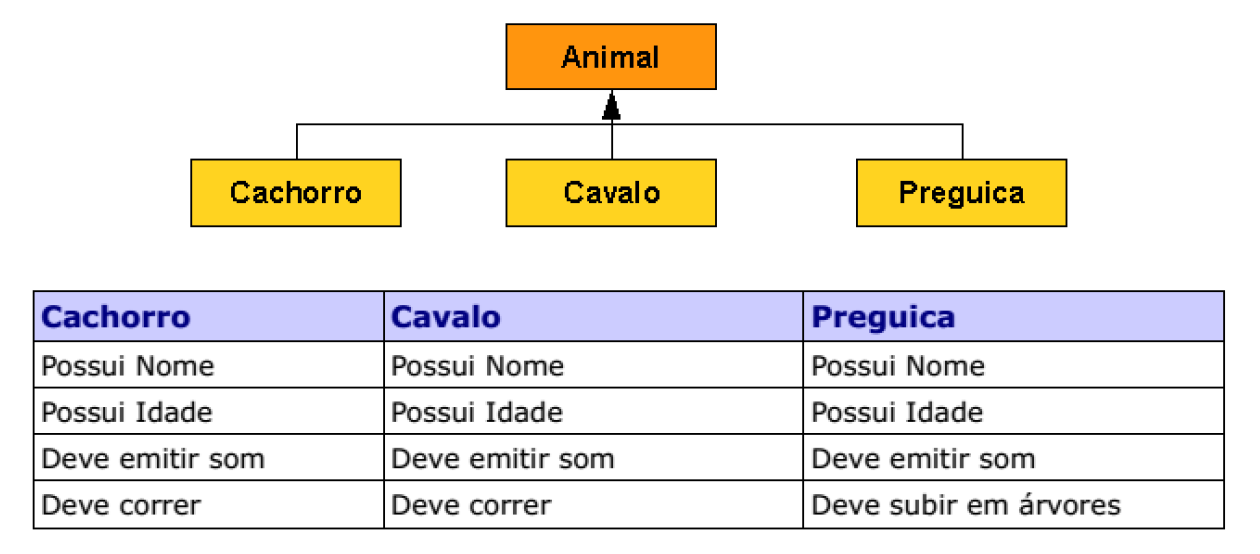 Animal
Cachorro Cavalo Preguica
Cachorro Cavalo Preguica
Possui Nome Possui Nome Possui Nome
Possui Idade Possui Idade Possui Idade
Deve emitir som Deve emitir som Deve emitir som
Deve correr Deve correr Deve subir em árvores